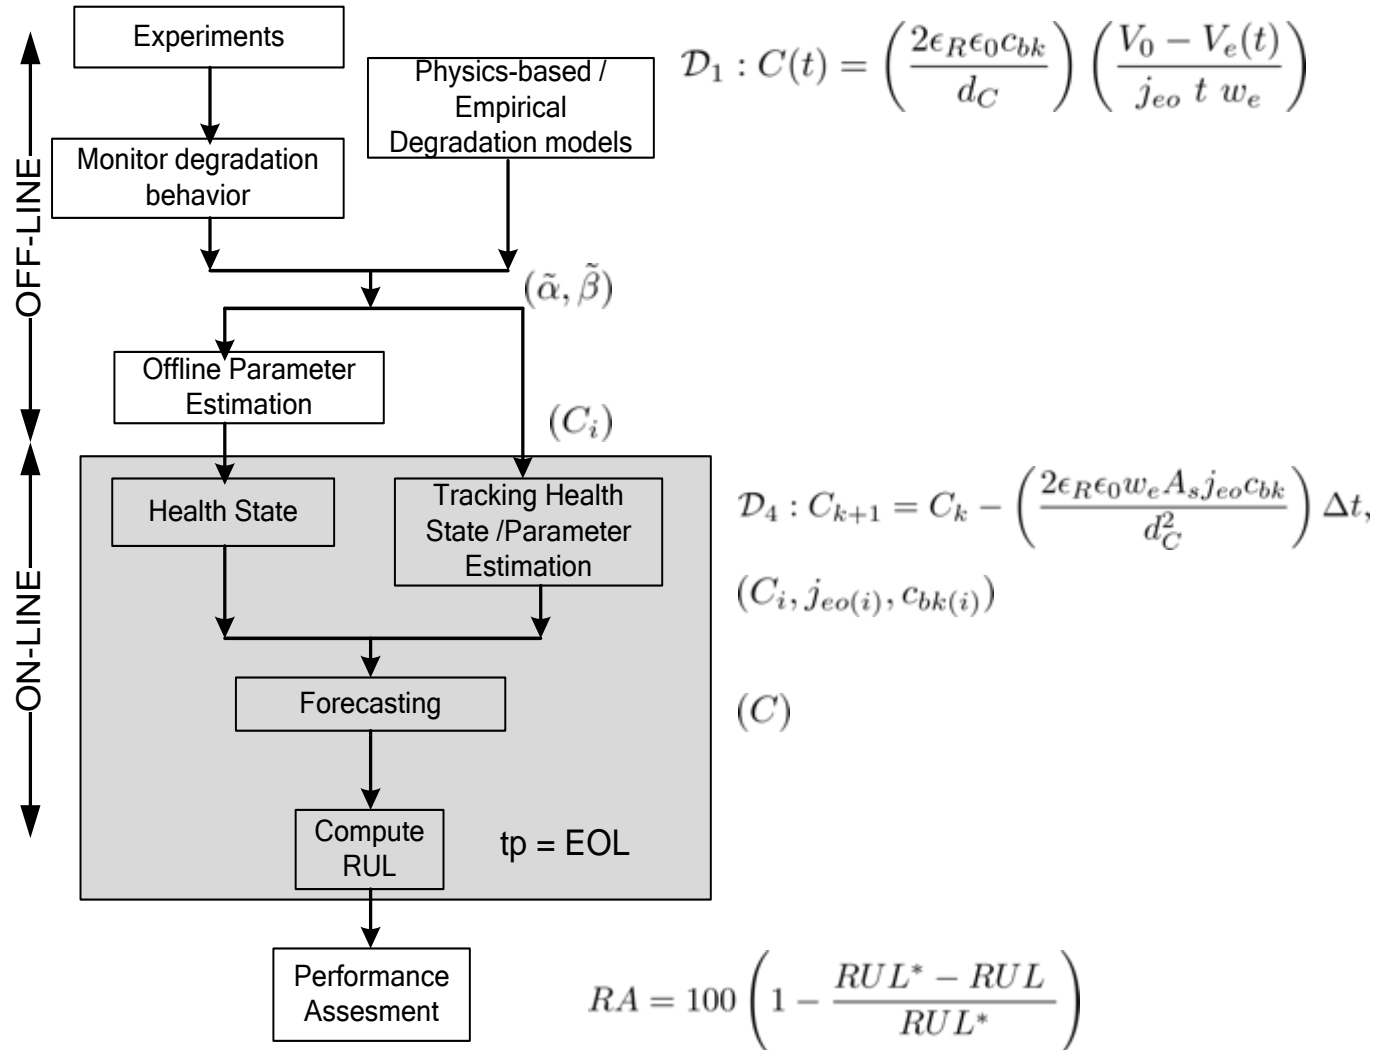 Experiments
Physics-based /
Empirical
Degradation models
Monitor degradation
behavior
OFF-LINE
Offline Parameter
Estimation
ON-LINE
Health State
Tracking Health
State /Parameter
Estimation
Forecasting
Compute
RUL
tp = EOL
Performance
Assesment
$\mathcal{D}_1 : C(t) = \left( \frac{2\epsilon_R \epsilon_0 c_{bk}}{d_C} \right) \left( \frac{V_0 - V_e(t)}{j_{eo} \ t \ w_e} \right)$
$(\tilde{\alpha}, \tilde{\beta})$
$(C_i)$
$\mathcal{D}_4 : C_{k+1} = C_k - \left( \frac{2\epsilon_R \epsilon_0 w_e A_s j_{eo} c_{bk}}{d_C^2} \right) \Delta t,$
$(C_i, j_{eo(i)}, c_{bk(i)})$
$(C)$
$RA = 100 \left( 1 - \frac{RUL^* - RUL}{RUL^*} \right)$